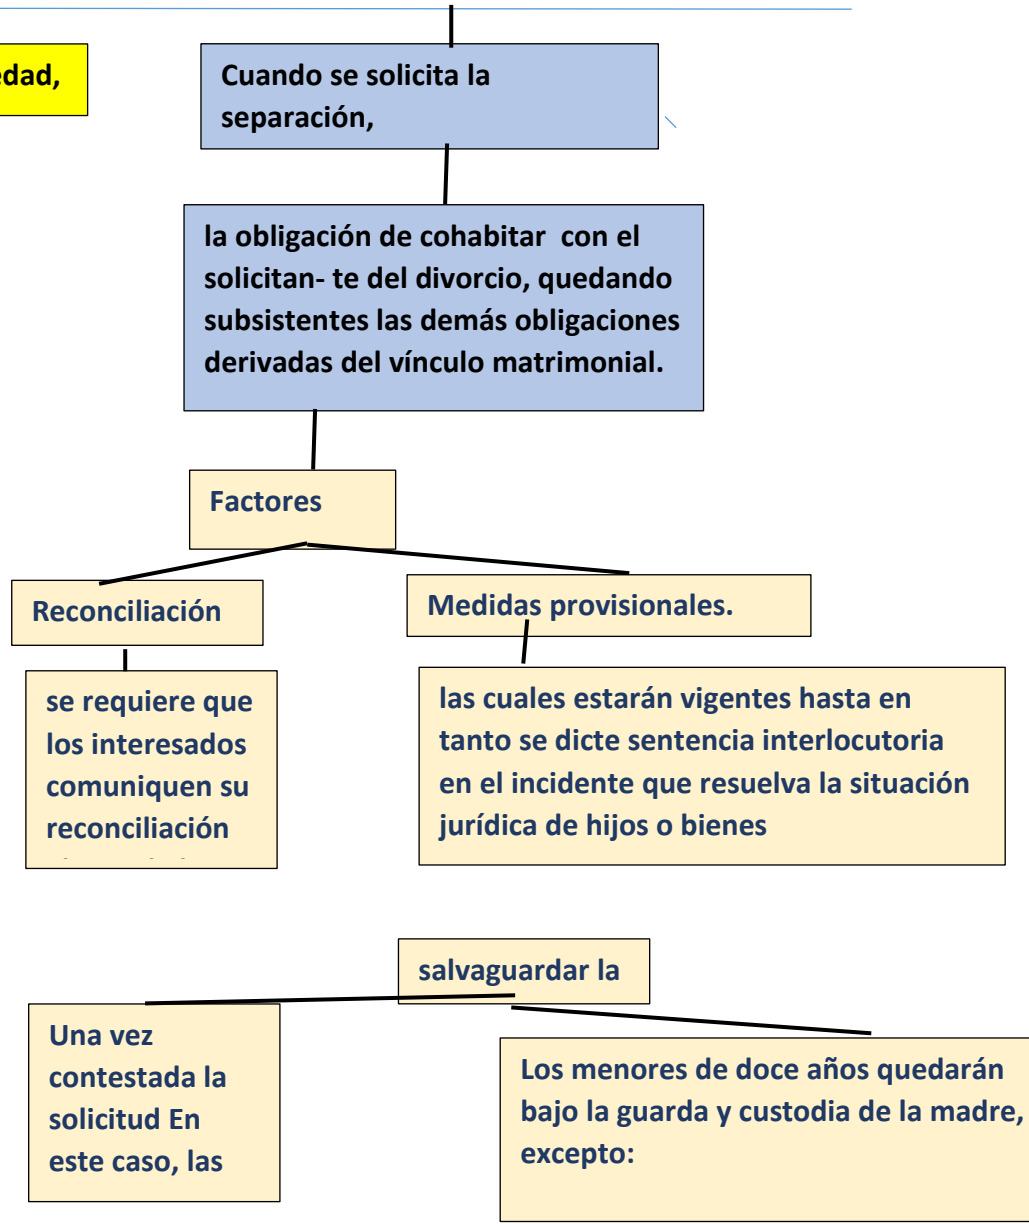 edad,
Cuando se solicita la
separación,
la obligación de cohabitar con el
solicitan- te del divorcio, quedando
subsistentes las demás obligaciones
derivadas del vínculo matrimonial.
Factores
Reconciliación
Medidas provisionales.
se requiere que
los interesados
comuniquen su
reconciliación
las cuales estarán vigentes hasta en
tanto se dicte sentencia interlocutoria
en el incidente que resuelva la situación
jurídica de hijos o bienes
salvaguardar la
Una vez
contestada la
solicitud En
este caso, las
Los menores de doce años quedarán
bajo la guarda y custodia de la madre,
excepto: